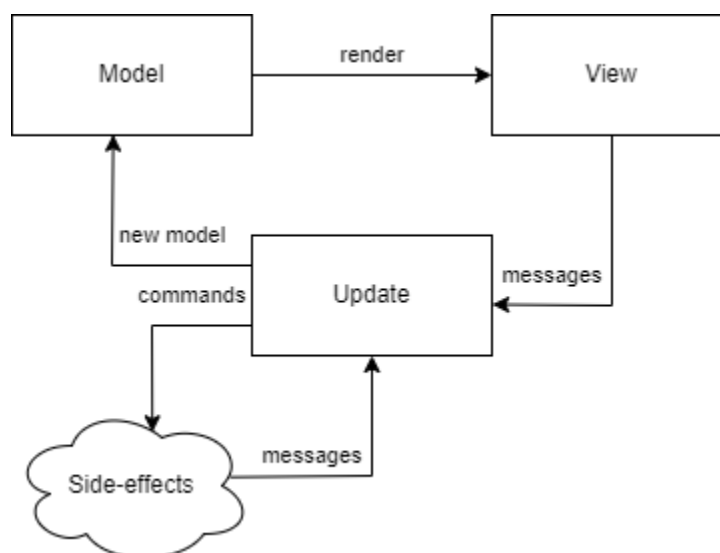 Model
render
View
new model
commands
Update
messages
Side-effects
messages